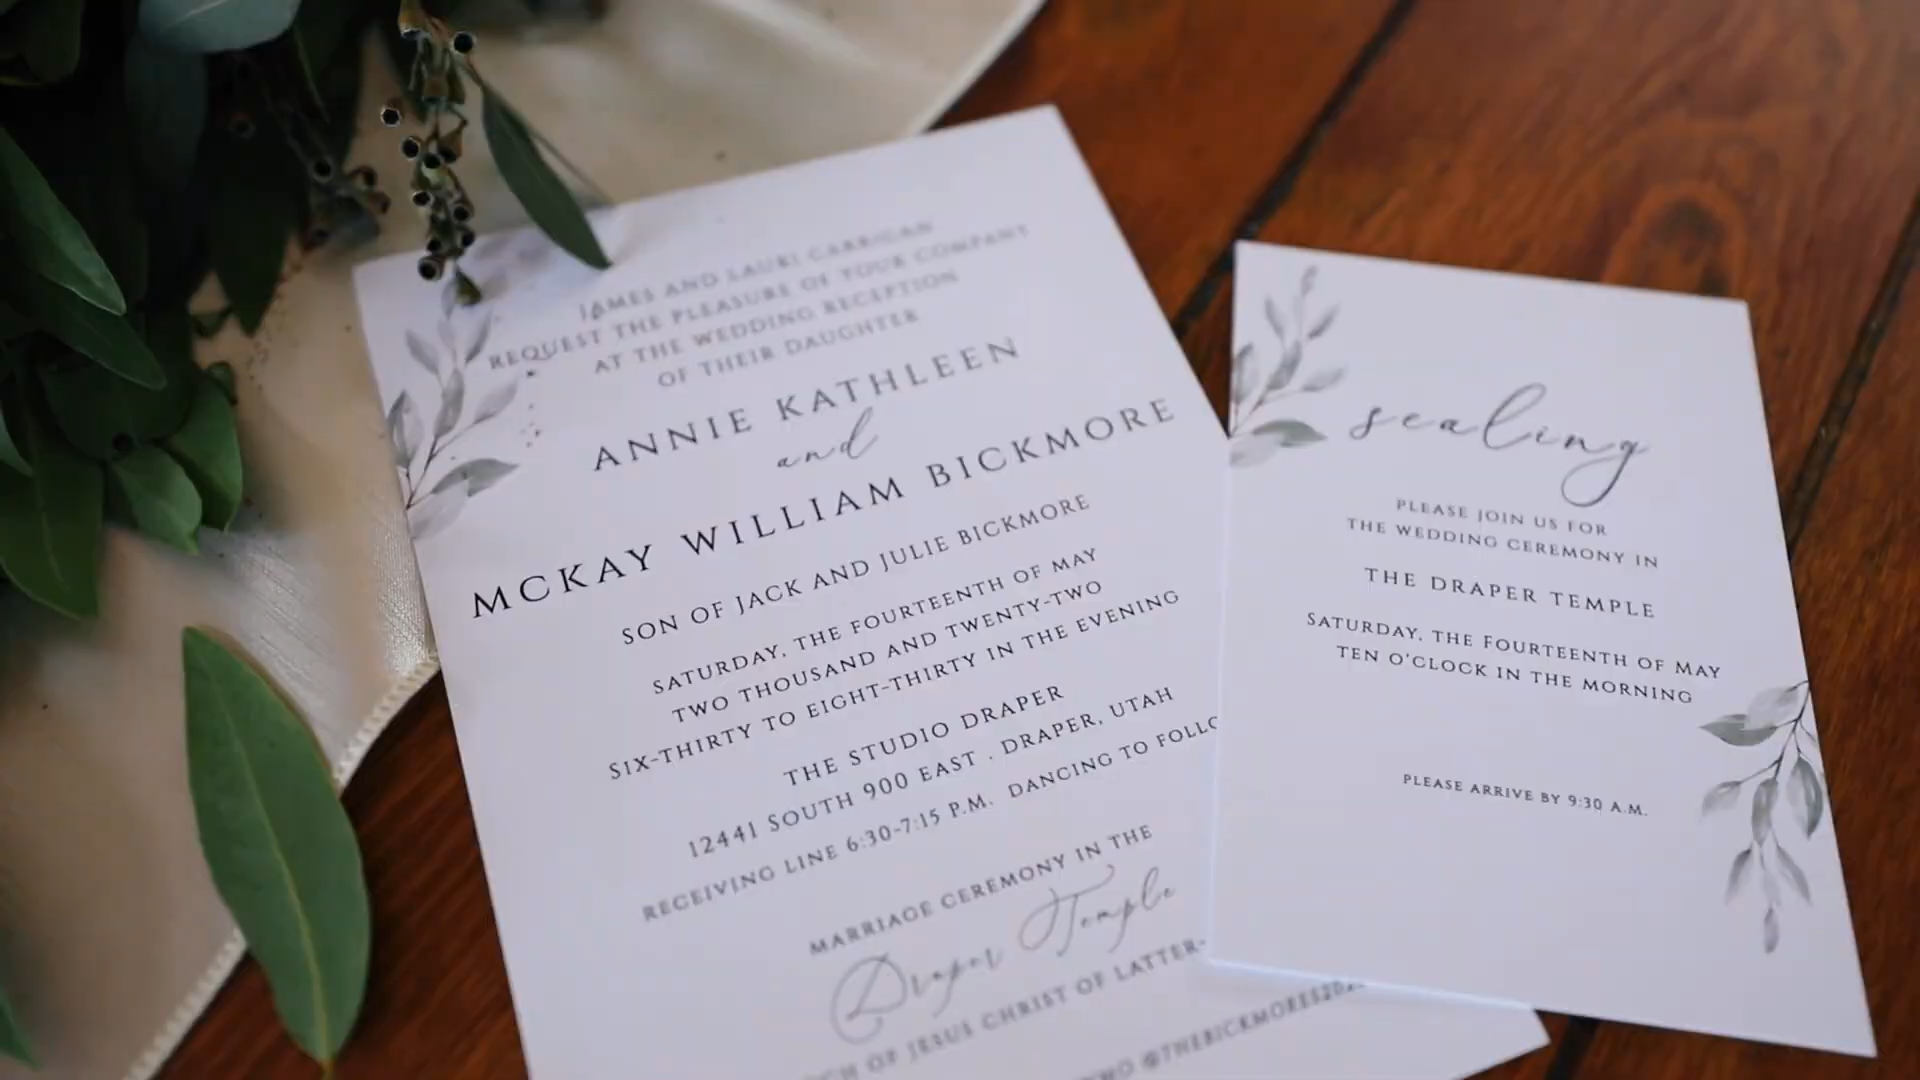 JAMES AND LAURI CARRIGAN
REQUEST THE PLEASURE OF YOUR COMPANY
AT THE WEDDING RECEPTION
OF THEIR DAUGHTER
ANNIE KATHLEEN
and
MCKAY WILLIAM BICKMORE
SON OF JACK AND JULIE BICKMORE
SATURDAY, THE FOURTEENTH OF MAY
TWO THOUSAND AND TWENTY-TWO
SIX-THIRTY TO EIGHT-THIRTY IN THE EVENING
THE STUDIO DRAPER
12441 SOUTH 900 EAST . DRAPER, UTAH
RECEIVING LINE 6:30-7:15 P.M. DANCING TO FOLLO
MARRIAGE CEREMONY IN THE
Draper Temple
OF JESUS CHRIST OF LATTER-
sealing
PLEASE JOIN US FOR
THE WEDDING CEREMONY IN
THE DRAPER TEMPLE
SATURDAY, THE FOURTEENTH OF MAY
TEN O'CLOCK IN THE MORNING
PLEASE ARRIVE BY 9:30 A.M.